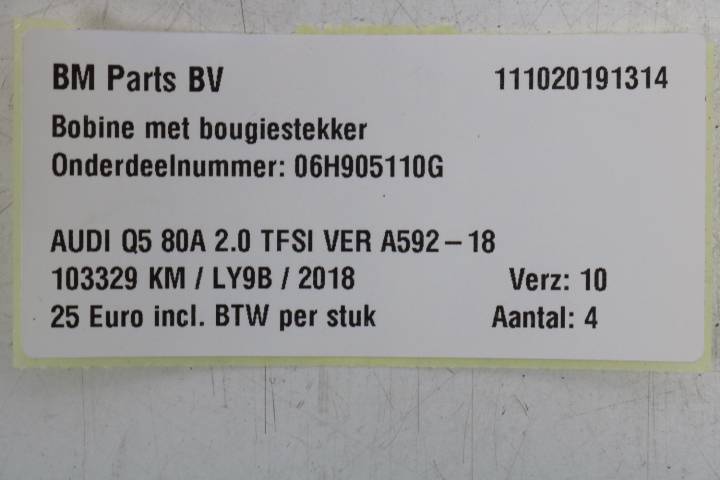 BM Parts BV 111020191314
Bobine met bougiestekker
Onderdeelnummer: 06H905110G
AUDI Q5 80A 2.0 TFSI VER A592-18
103329 KM / LY9B / 2018 Verz: 10
25 Euro incl. BTW per stuk Aantal: 4